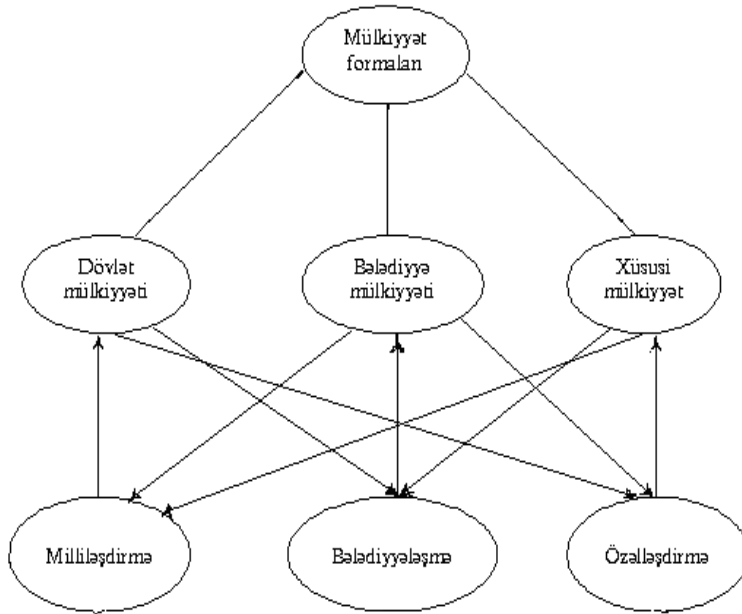 Mülkiyyət
formaları
Dövlət
mülkiyyəti
Bələdiyyə
mülkiyyəti
Xüsusi
mülkiyyət
Milliləşdirmə
Bələdiyyələşmə
Özəlləşdirmə